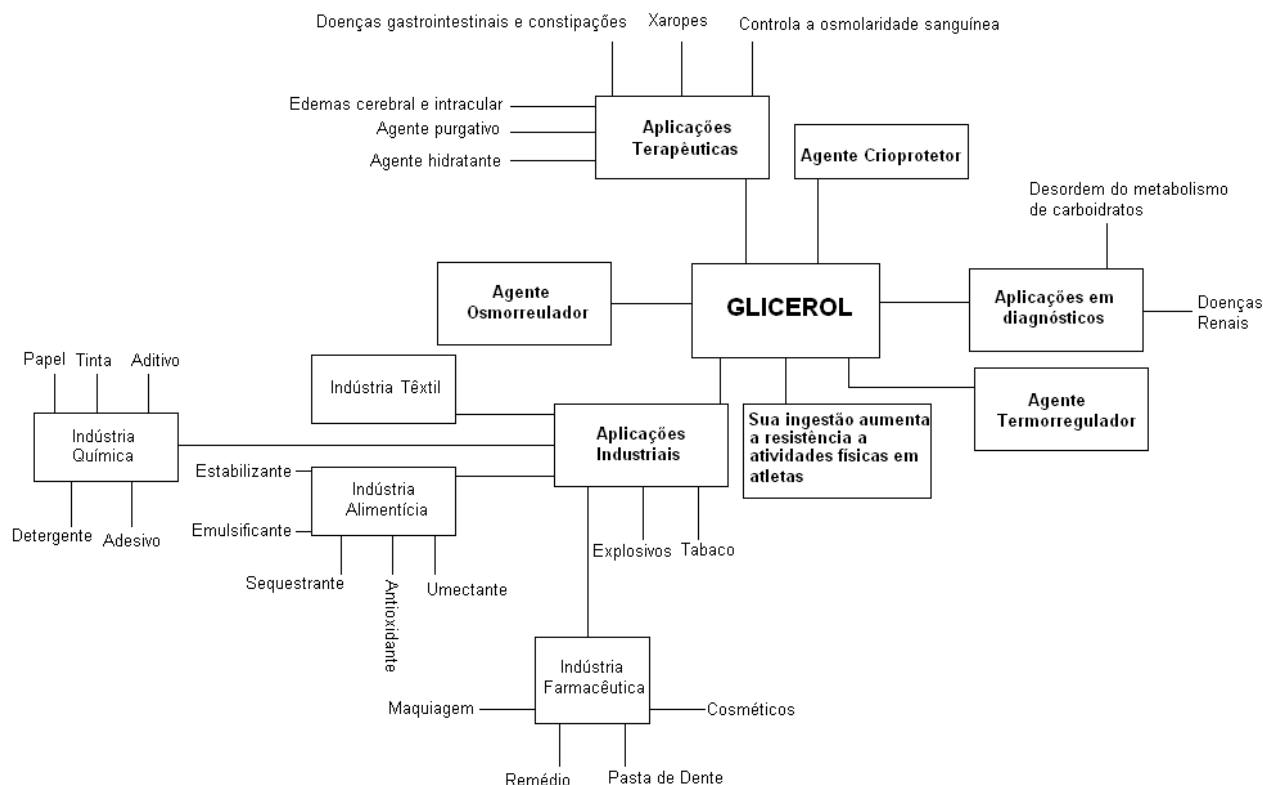 Doenças gastrointestinais e constipações
Xaropes
Controla a osmolaridade sanguínea
Edemas cerebral e intracular
Agente purgativo
Agente hidratante
Aplicações
Terapêuticas
Agente Crioprotetor
Desordem do metabolismo
de carboidratos
Agente
Osmorreulador
GLICEROL
Aplicações em
diagnósticos
Doenças
Renais
Papel
Tinta
Aditivo
Indústria Têxtil
Agente
Termorregulador
Indústria
Química
Aplicações
Industriais
Sua ingestão aumenta
a resistência a
atividades físicas em
atletas
Estabilizante
Indústria
Alimentícia
Emulsificante
Detergente
Adesivo
Explosivos
Tabaco
Sequestrante
Antioxidante
Umectante
Indústria
Farmacêutica
Maquiagem
Cosméticos
Remédio
Pasta de Dente